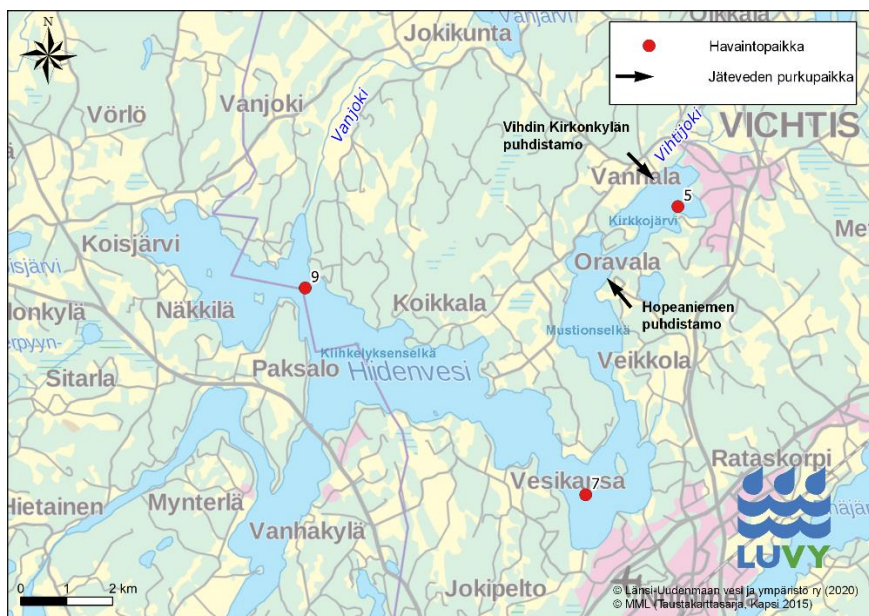 N
Jokikunta
Vanjärvi
Olkkala
Havaintopaikka
Jäteveden purkupaikka
Vanjoki
Vörlö
Vanjoki
Vihdin Kirkonkylän
puhdistamo
Vihtijoki
VICHTIS
Vanhala
5
Kirkkojärvi
Koisjärvi
Oravala
9
Näkkilä
Koikkala
Hopeaniemen
puhdistamo
Mustionselkä
Kiihkelyksenselkä
Hiidenvesi
Paksalo
Veikkola
Sitarla
Rataskorpi
Vesikansa
7
Hietainen
Mynterlä
Vanhakylä
LUVY
Jokipelto
Nummela
0 1 2 km
© Länsi-Uudenmaan vesi ja ympäristö ry (2020)
© MML (Taustakarttasarja, Kapsi 2015)